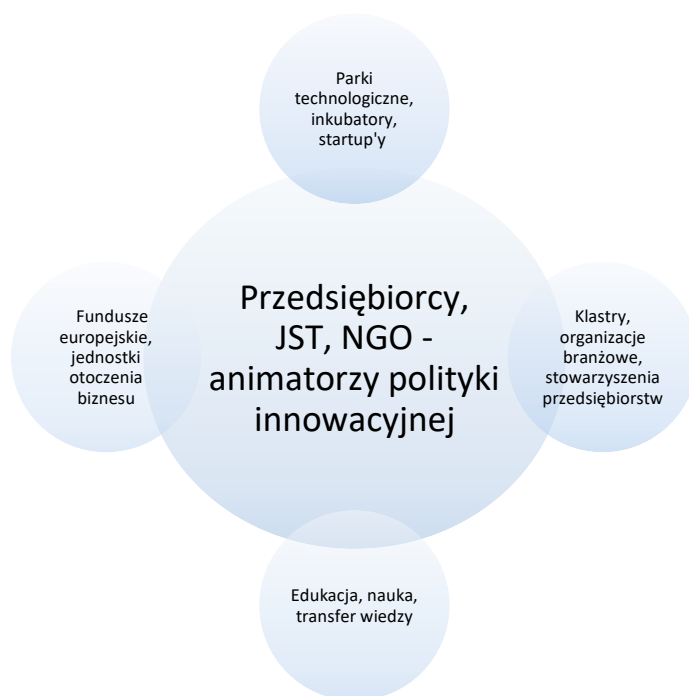 Parki
technologiczne,
inkubatory,
startup'y
Przedsiębiorcy,
JST, NGO -
animatorzy polityki
innowacyjnej
Fundusze
europejskie,
jednostki
otoczenia
biznesu
Klastry,
organizacje
branżowe,
stowarzyszenia
przedsiębiorstw
Edukacja, nauka,
transfer wiedzy